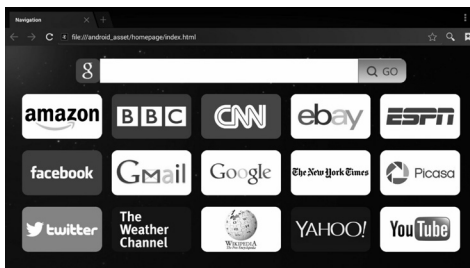 Navigation
file:///android_asset/homepage/index.html
8 GO
amazon BBC CNN ebay ESPN
facebook GMail Google The New York Times Picasa
twitter The Weather Channel WIKIPEDIA YAHOO! YouTube